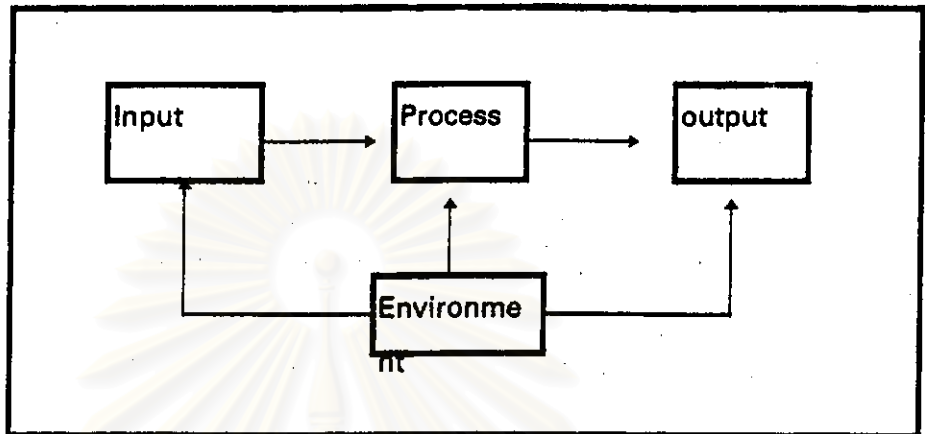 Input
Process
output
Environme
nt